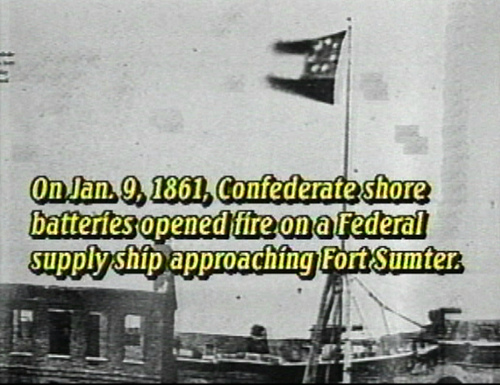 On Jan. 9, 1861, Confederate shore
batteries opened fire on a Federal
supply ship approaching Fort Sumter.